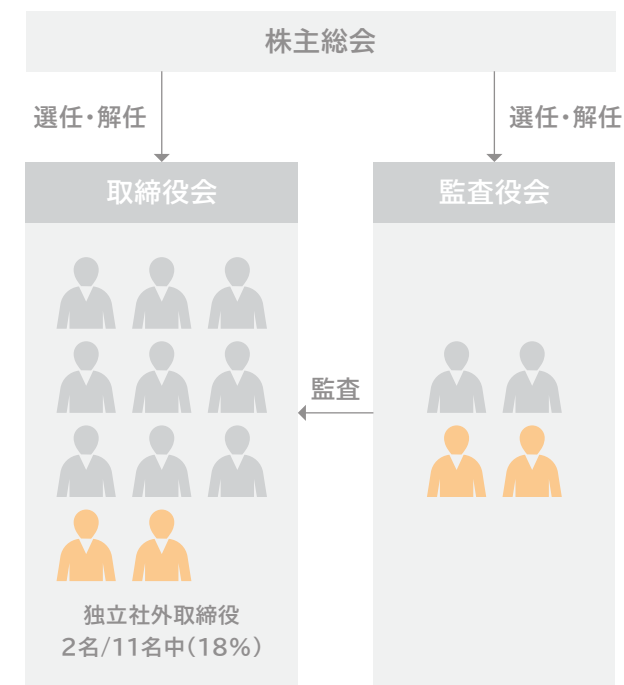 株主総会
選任・解任
選任・解任
取締役会
監査役会
監査
独立社外取締役
2名/11名中(18%)